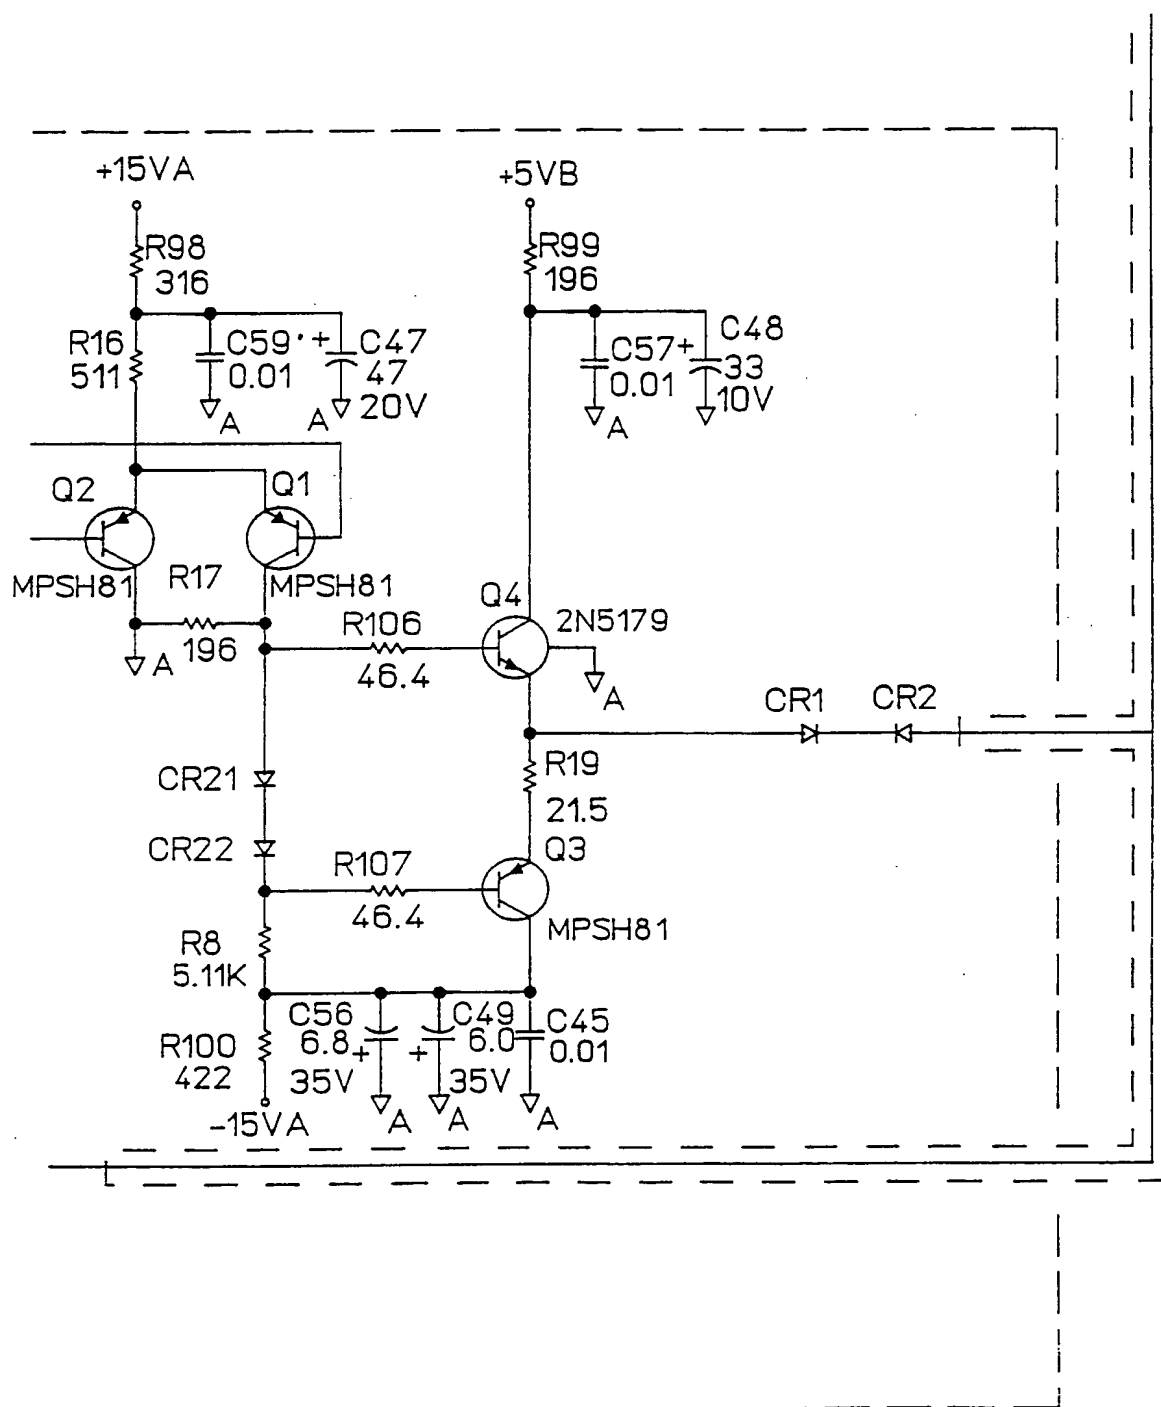 +15VA
+5VB
R98
316
R99
196
R16
511
C59
0.01
+
C47
47
20V
A
A
C57
0.01
+
C48
33
10V
A
Q2
Q1
MPSH81
R17
MPSH81
196
A
R106
46.4
Q4
2N5179
A
CR1
CR2
CR21
R19
21.5
CR22
R107
46.4
Q3
MPSH81
R8
5.11K
C56
6.8
+
35V
C49
6.0
+
35V
C45
0.01
R100
422
-15VA
A
A
A